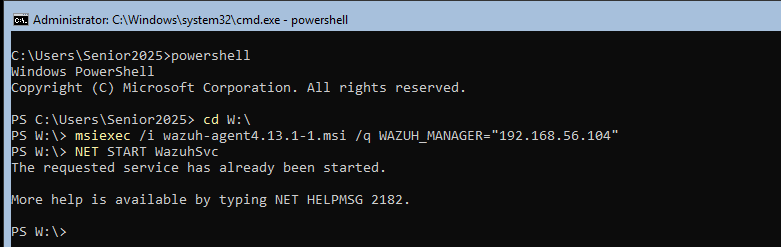 Administrator: C:\Windows\system32\cmd.exe - powershell
C:\Users\Senior2025>powershell
Windows PowerShell
Copyright (C) Microsoft Corporation. All rights reserved.
PS C:\Users\Senior2025> cd W:\
PS W:\> msiexec /i wazuh-agent4.13.1-1.msi /q WAZUH_MANAGER="192.168.56.104"
PS W:\> NET START WazuhSvc
The requested service has already been started.
More help is available by typing NET HELPMSG 2182.
PS W:\>